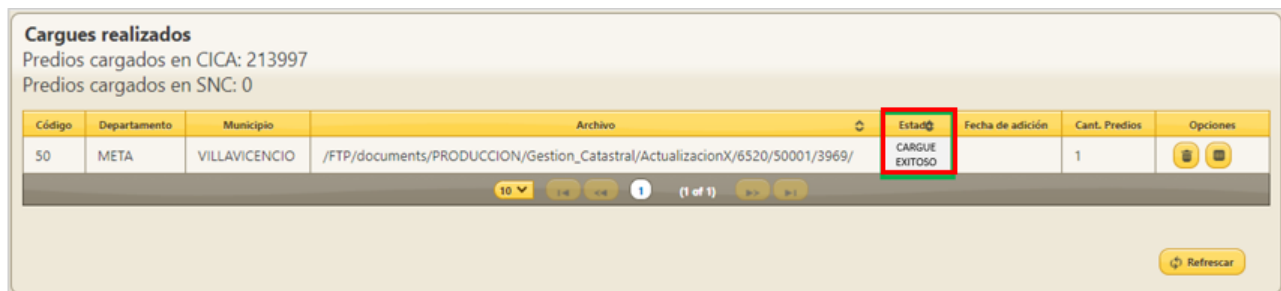 Cargues realizados
Predios cargados en CICA: 213997
Predios cargados en SNC: 0
Código Departamento Municipio Archivo Estado Fecha de adición Cant. Predios Opciones
50 META VILLAVICENCIO /FTP/documents/PRODUCCION/Gestion_Catastral/ActualizacionX/6520/50001/3969/ CARGUE EXITOSO 1
10 1 (1 of 1)
Refrescar